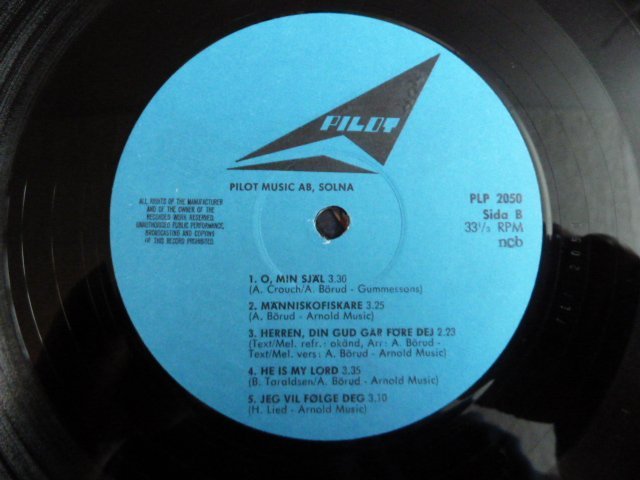 PILOT
PILOT MUSIC AB, SOLNA
ALL RIGHTS OF THE MANUFACTURER
AND OF THE OWNER OF THE
RECORDED WORK RESERVED.
UNAUTHORISED PUBLIC PERFORMANCE,
BROADCASTING AND COPYING
OF THIS RECORD PROHIBITED.
PLP 2050
Sida B
33⅓ RPM
ncb
1. O, MIN SJÄL 3.30
(A. Crouch/A. Börud - Gummessons)
2. MÄNNISKOFISKARE 3.25
(A. Börud - Arnold Music)
3. HERREN, DIN GUD GÅR FÖRE DEJ 2.23
(Text/Mel. refr.: okänd, Arr: A. Börud -
Text/Mel. vers: A. Börud - Arnold Music)
4. HE IS MY LORD 3.35
(B. Taraldsen/A. Börud - Arnold Music)
5. JEG VIL FØLGE DEG 3.10
(H. Lied - Arnold Music)